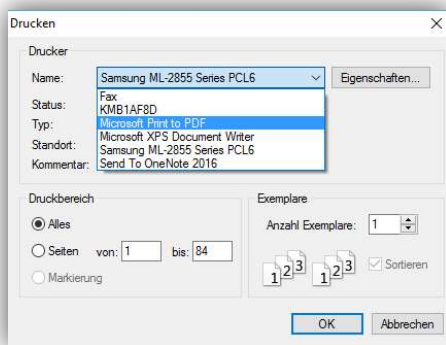 Drucken
Drucker
Name: Samsung ML-2855 Series PCL6 Eigenschaften...
Fax
Status: KMB1AF8D
Typ: Microsoft Print to PDF
Microsoft XPS Document Writer
Standort: Samsung ML-2855 Series PCL6
Kommentar: Send To OneNote 2016
Druckbereich
Alles
Seiten von: 1 bis: 84
Markierung
Exemplare
Anzahl Exemplare: 1
1 2 3 1 2 3 Sortieren
OK Abbrechen